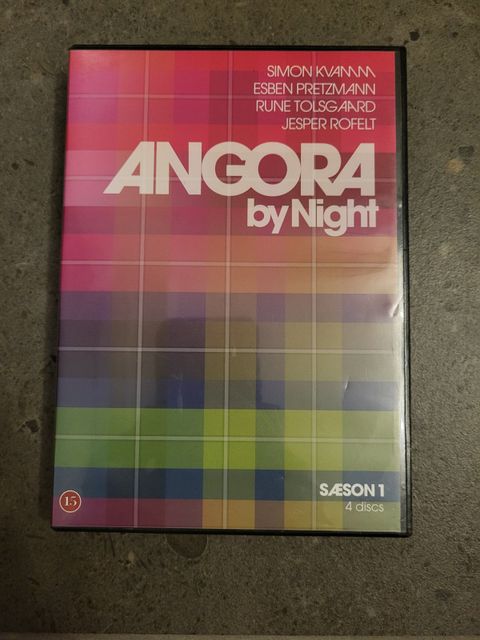 SIMON KVAMM
ESBEN PRETZMANN
RUNE TOLSGAARD
JESPER ROFELT
ANGORA
by Night
SÆSON 1
4 discs
15